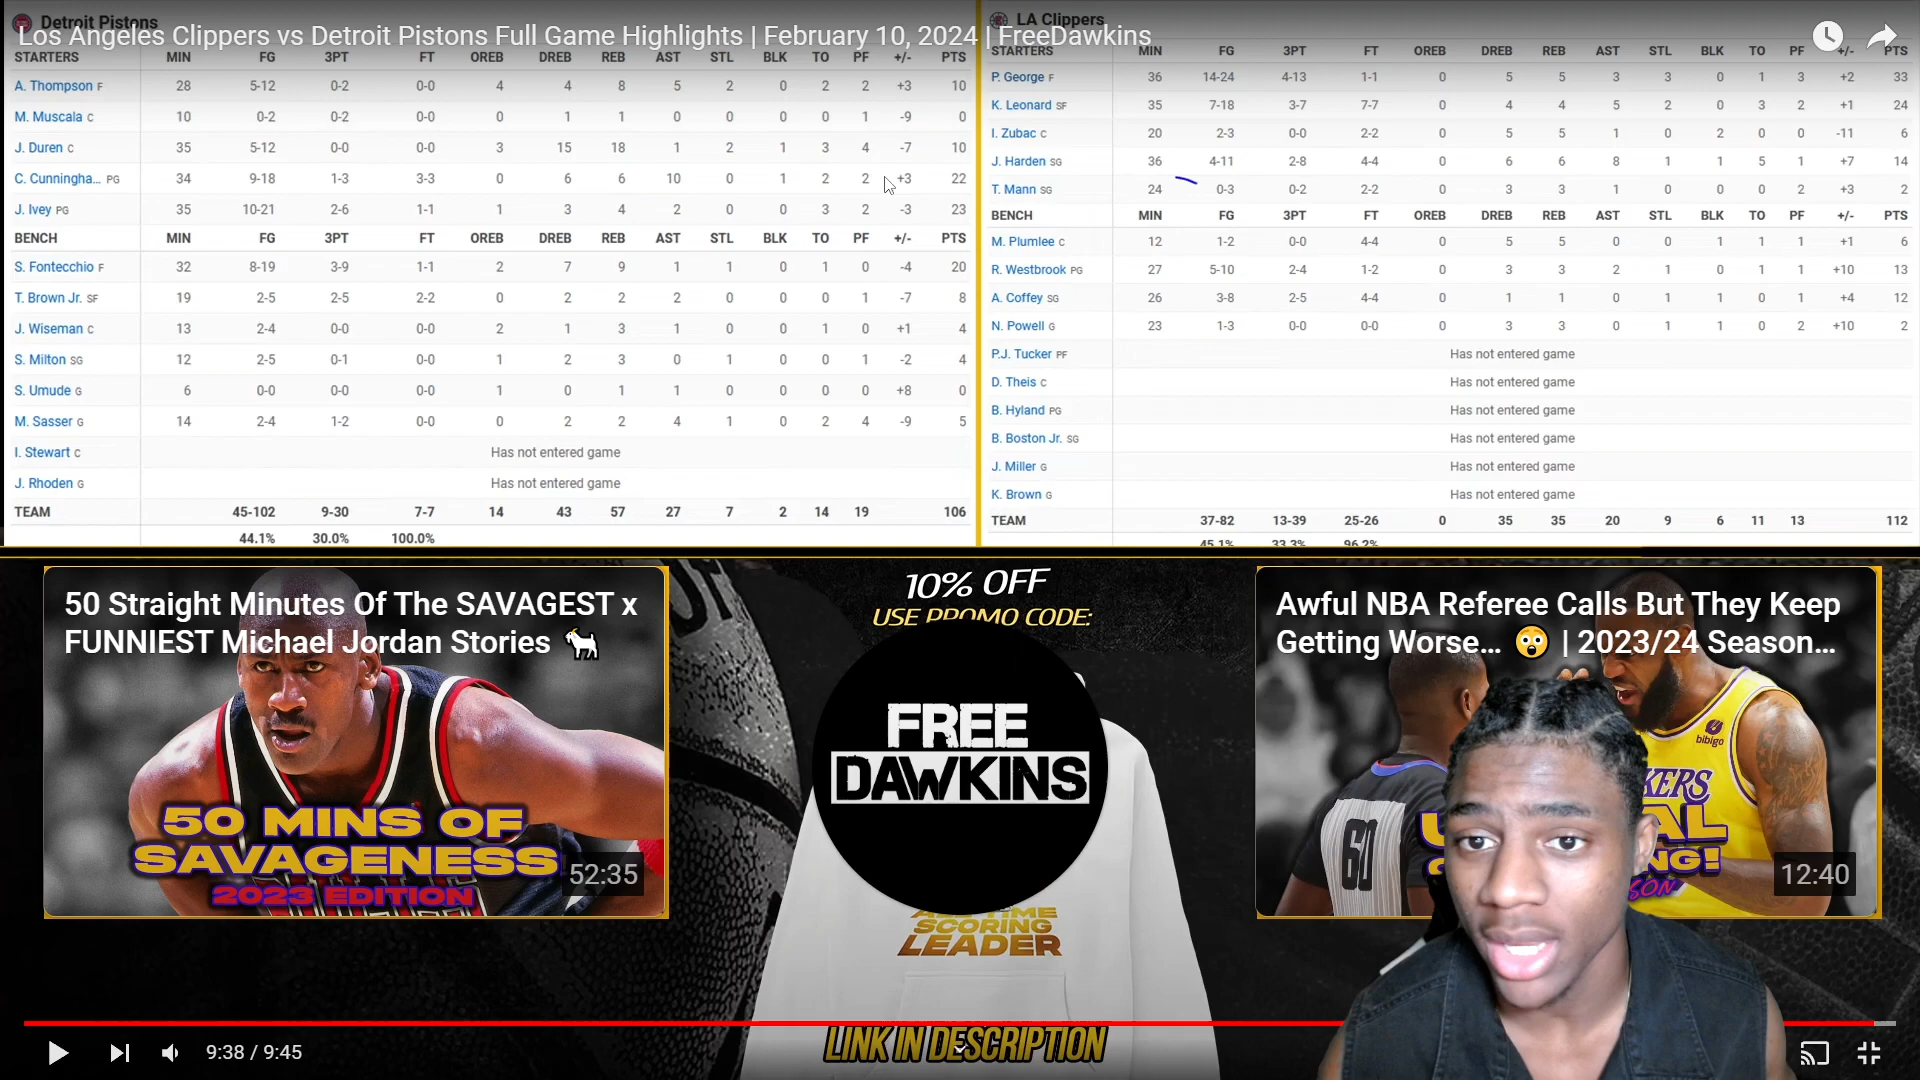 Detroit Pistons
Los Angeles Clippers vs Detroit Pistons Full Game Highlights | February 10, 2024 | FreeDawkins
STARTERS MIN FG 3PT FT OREB DREB REB AST STL BLK TO PF +/- PTS
A. Thompson F 28 5-12 0-2 0-0 4 4 8 5 2 0 2 2 +3 10
M. Muscala C 10 0-2 0-2 0-0 0 1 1 0 0 0 0 1 -9 0
J. Duren C 35 5-12 0-0 0-0 3 15 18 1 2 1 3 4 -7 10
C. Cunningha... PG 34 9-18 1-3 3-3 0 6 6 10 0 1 2 2 +3 22
J. Ivey PG 35 10-21 2-6 1-1 1 3 4 2 0 0 3 2 -3 23
BENCH MIN FG 3PT FT OREB DREB REB AST STL BLK TO PF +/- PTS
S. Fontecchio F 32 8-19 3-9 1-1 2 7 9 1 1 0 1 0 -4 20
T. Brown Jr. SF 19 2-5 2-5 2-2 0 2 2 2 0 0 0 1 -7 8
J. Wiseman C 13 2-4 0-0 0-0 2 1 3 1 0 0 1 0 +1 4
S. Milton SG 12 2-5 0-1 0-0 1 2 3 0 1 0 0 1 -2 4
S. Umude G 6 0-0 0-0 0-0 1 0 1 1 0 0 0 0 +8 0
M. Sasser G 14 2-4 1-2 0-0 0 2 2 4 1 0 2 4 -9 5
I. Stewart C Has not entered game
J. Rhoden G Has not entered game
TEAM 45-102 9-30 7-7 14 43 57 27 7 2 14 19 106
44.1% 30.0% 100.0%
LA Clippers
STARTERS MIN FG 3PT FT OREB DREB REB AST STL BLK TO PF +/- PTS
P. George F 36 14-24 4-13 1-1 0 5 5 3 3 0 1 3 +2 33
K. Leonard SF 35 7-18 3-7 7-7 0 4 4 5 2 0 3 2 +1 24
I. Zubac C 20 2-3 0-0 2-2 0 5 5 1 0 2 0 0 -11 6
J. Harden SG 36 4-11 2-8 4-4 0 6 6 8 1 1 5 1 +7 14
T. Mann SG 24 0-3 0-2 2-2 0 3 3 1 0 0 0 2 +3 2
BENCH MIN FG 3PT FT OREB DREB REB AST STL BLK TO PF +/- PTS
M. Plumlee C 12 1-2 0-0 4-4 0 5 5 0 0 1 1 1 +1 6
R. Westbrook PG 27 5-10 2-4 1-2 0 3 3 2 1 0 1 1 +10 13
A. Coffey SG 26 3-8 2-5 4-4 0 1 1 0 1 1 0 1 +4 12
N. Powell G 23 1-3 0-0 0-0 0 3 3 0 1 1 0 2 +10 2
P.J. Tucker PF Has not entered game
D. Theis C Has not entered game
B. Hyland PG Has not entered game
B. Boston Jr. SG Has not entered game
J. Miller G Has not entered game
K. Brown G Has not entered game
TEAM 37-82 13-39 25-26 0 35 35 20 9 6 11 13 112
45.1% 33.3% 96.2%
50 Straight Minutes Of The SAVAGEST x
FUNNIEST Michael Jordan Stories
50 MINS OF
SAVAGENESS
2023 EDITION
52:35
10% OFF
USE PROMO CODE:
FREE
DAWKINS
SCORING
LEADER
LINK IN DESCRIPTION
Awful NBA Referee Calls But They Keep
Getting Worse... 😲 | 2023/24 Season...
bibigo
60
12:40
9:38 / 9:45